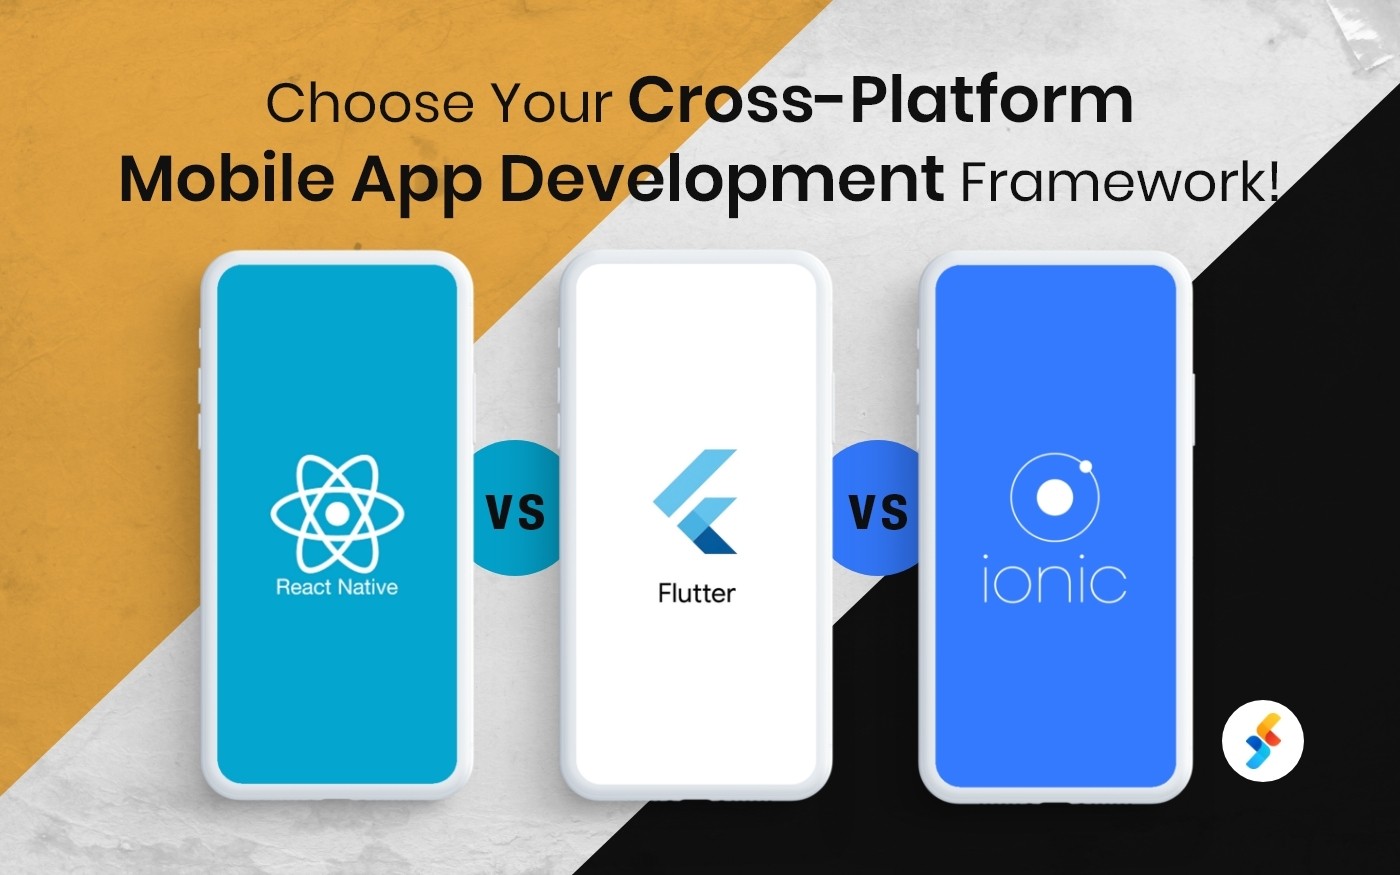 Choose Your Cross-Platform
Mobile App Development Framework!
React Native
VS
Flutter
VS
ionic